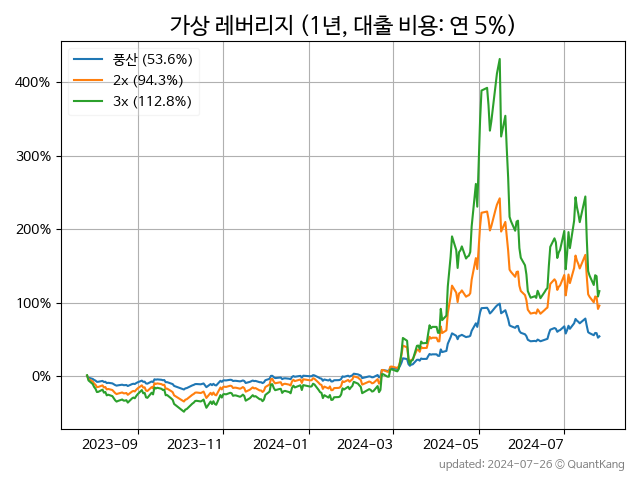 가상 레버리지 (1년, 대출 비용: 연 5%)
풍산 (53.6%)
2x (94.3%)
3x (112.8%)
400%
300%
200%
100%
0%
2023-09
2023-11
2024-01
2024-03
2024-05
2024-07
updated: 2024-07-26 © QuantKang